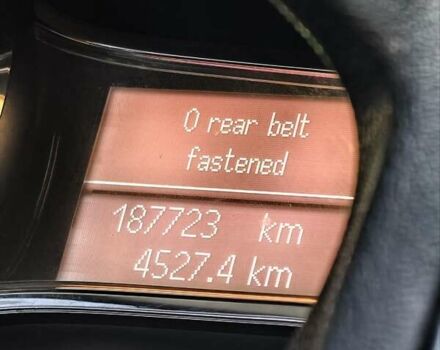 0 rear belt
fastened
187723 km
4527.4 km